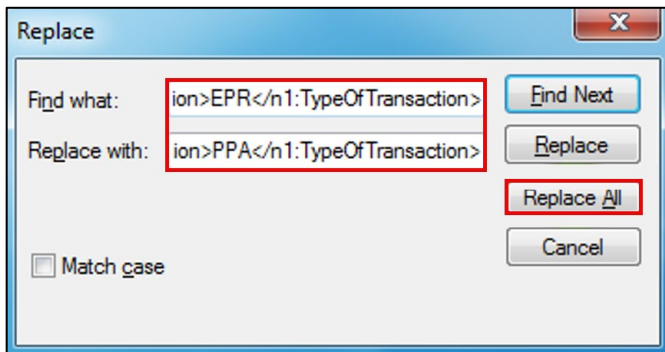 Replace
Find what: ion>EPR</n1:TypeOfTransaction> Find Next
Replace with: ion>PPA</n1:TypeOfTransaction> Replace
Replace All
Match case Cancel